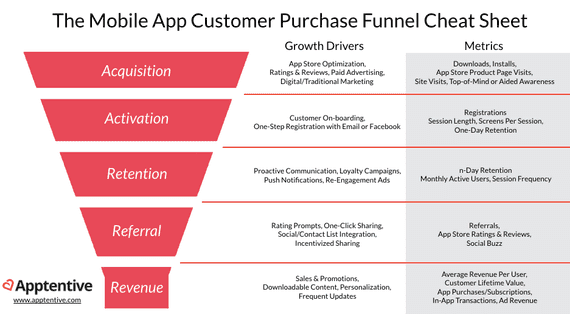 The Mobile App Customer Purchase Funnel Cheat Sheet
Growth Drivers
Metrics
Acquisition
App Store Optimization,
Ratings & Reviews, Paid Advertising,
Digital/Traditional Marketing
Downloads, Installs,
App Store Product Page Visits,
Site Visits, Top-of-Mind or Aided Awareness
Activation
Customer On-boarding,
One-Step Registration with Email or Facebook
Registrations
Session Length, Screens Per Session,
One-Day Retention
Retention
Proactive Communication, Loyalty Campaigns,
Push Notifications, Re-Engagement Ads
n-Day Retention
Monthly Active Users, Session Frequency
Referral
Rating Prompts, One-Click Sharing,
Social/Contact List Integration,
Incentivized Sharing
Referrals,
App Store Ratings & Reviews,
Social Buzz
Revenue
Sales & Promotions,
Downloadable Content, Personalization,
Frequent Updates
Average Revenue Per User,
Customer Lifetime Value,
App Purchases/Subscriptions,
In-App Transactions, Ad Revenue
Apptentive
www.apptentive.com